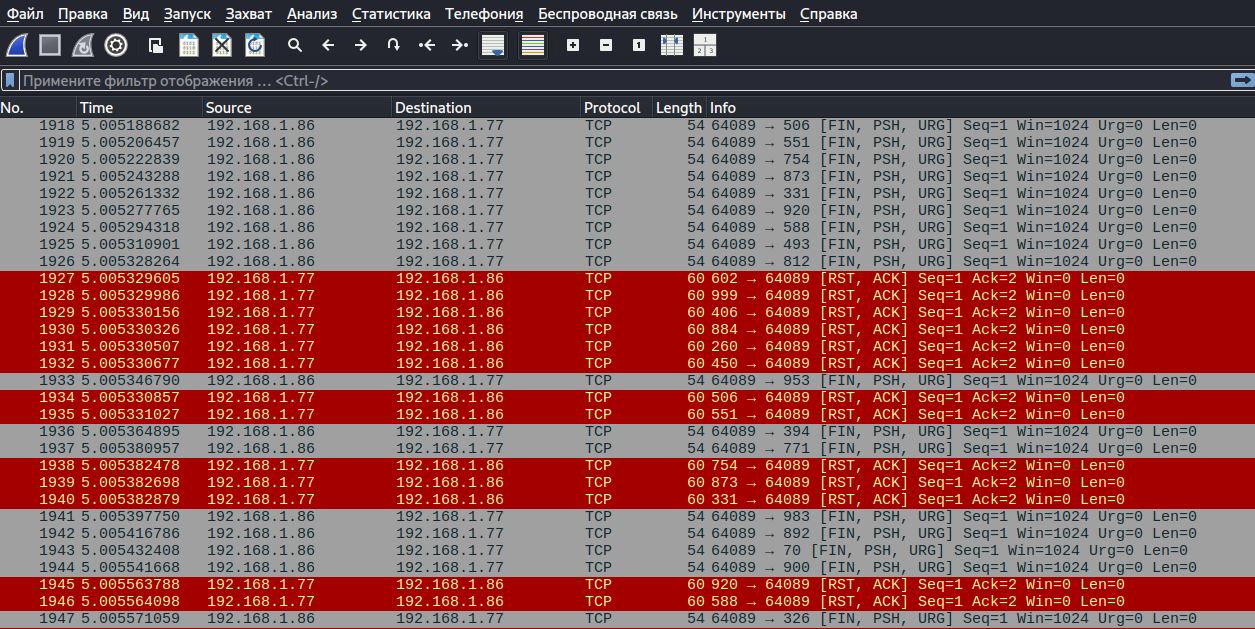 Файл Правка Вид Запуск Захват Анализ Статистика Телефония Беспроводная связь Инструменты Справка
Примените фильтр отображения … <Ctrl-/>
No. Time Source Destination Protocol Length Info
1918 5.005188682 192.168.1.86 192.168.1.77 TCP 54 64089 → 506 [FIN, PSH, URG] Seq=1 Win=1024 Urg=0 Len=0
1919 5.005206457 192.168.1.86 192.168.1.77 TCP 54 64089 → 551 [FIN, PSH, URG] Seq=1 Win=1024 Urg=0 Len=0
1920 5.005222839 192.168.1.86 192.168.1.77 TCP 54 64089 → 754 [FIN, PSH, URG] Seq=1 Win=1024 Urg=0 Len=0
1921 5.005243288 192.168.1.86 192.168.1.77 TCP 54 64089 → 873 [FIN, PSH, URG] Seq=1 Win=1024 Urg=0 Len=0
1922 5.005261332 192.168.1.86 192.168.1.77 TCP 54 64089 → 331 [FIN, PSH, URG] Seq=1 Win=1024 Urg=0 Len=0
1923 5.005277765 192.168.1.86 192.168.1.77 TCP 54 64089 → 920 [FIN, PSH, URG] Seq=1 Win=1024 Urg=0 Len=0
1924 5.005294318 192.168.1.86 192.168.1.77 TCP 54 64089 → 588 [FIN, PSH, URG] Seq=1 Win=1024 Urg=0 Len=0
1925 5.005310901 192.168.1.86 192.168.1.77 TCP 54 64089 → 493 [FIN, PSH, URG] Seq=1 Win=1024 Urg=0 Len=0
1926 5.005328264 192.168.1.86 192.168.1.77 TCP 54 64089 → 812 [FIN, PSH, URG] Seq=1 Win=1024 Urg=0 Len=0
1927 5.005329605 192.168.1.77 192.168.1.86 TCP 60 602 → 64089 [RST, ACK] Seq=1 Ack=2 Win=0 Len=0
1928 5.005329986 192.168.1.77 192.168.1.86 TCP 60 999 → 64089 [RST, ACK] Seq=1 Ack=2 Win=0 Len=0
1929 5.005330156 192.168.1.77 192.168.1.86 TCP 60 406 → 64089 [RST, ACK] Seq=1 Ack=2 Win=0 Len=0
1930 5.005330326 192.168.1.77 192.168.1.86 TCP 60 884 → 64089 [RST, ACK] Seq=1 Ack=2 Win=0 Len=0
1931 5.005330507 192.168.1.77 192.168.1.86 TCP 60 260 → 64089 [RST, ACK] Seq=1 Ack=2 Win=0 Len=0
1932 5.005330677 192.168.1.77 192.168.1.86 TCP 60 450 → 64089 [RST, ACK] Seq=1 Ack=2 Win=0 Len=0
1933 5.005346790 192.168.1.86 192.168.1.77 TCP 54 64089 → 953 [FIN, PSH, URG] Seq=1 Win=1024 Urg=0 Len=0
1934 5.005330857 192.168.1.77 192.168.1.86 TCP 60 506 → 64089 [RST, ACK] Seq=1 Ack=2 Win=0 Len=0
1935 5.005331027 192.168.1.77 192.168.1.86 TCP 60 551 → 64089 [RST, ACK] Seq=1 Ack=2 Win=0 Len=0
1936 5.005364895 192.168.1.86 192.168.1.77 TCP 54 64089 → 394 [FIN, PSH, URG] Seq=1 Win=1024 Urg=0 Len=0
1937 5.005380957 192.168.1.86 192.168.1.77 TCP 54 64089 → 771 [FIN, PSH, URG] Seq=1 Win=1024 Urg=0 Len=0
1938 5.005382478 192.168.1.77 192.168.1.86 TCP 60 754 → 64089 [RST, ACK] Seq=1 Ack=2 Win=0 Len=0
1939 5.005382698 192.168.1.77 192.168.1.86 TCP 60 873 → 64089 [RST, ACK] Seq=1 Ack=2 Win=0 Len=0
1940 5.005382879 192.168.1.77 192.168.1.86 TCP 60 331 → 64089 [RST, ACK] Seq=1 Ack=2 Win=0 Len=0
1941 5.005397750 192.168.1.86 192.168.1.77 TCP 54 64089 → 983 [FIN, PSH, URG] Seq=1 Win=1024 Urg=0 Len=0
1942 5.005416786 192.168.1.86 192.168.1.77 TCP 54 64089 → 892 [FIN, PSH, URG] Seq=1 Win=1024 Urg=0 Len=0
1943 5.005432408 192.168.1.86 192.168.1.77 TCP 54 64089 → 70 [FIN, PSH, URG] Seq=1 Win=1024 Urg=0 Len=0
1944 5.005541668 192.168.1.86 192.168.1.77 TCP 54 64089 → 900 [FIN, PSH, URG] Seq=1 Win=1024 Urg=0 Len=0
1945 5.005563788 192.168.1.77 192.168.1.86 TCP 60 920 → 64089 [RST, ACK] Seq=1 Ack=2 Win=0 Len=0
1946 5.005564098 192.168.1.77 192.168.1.86 TCP 60 588 → 64089 [RST, ACK] Seq=1 Ack=2 Win=0 Len=0
1947 5.005571059 192.168.1.86 192.168.1.77 TCP 54 64089 → 326 [FIN, PSH, URG] Seq=1 Win=1024 Urg=0 Len=0